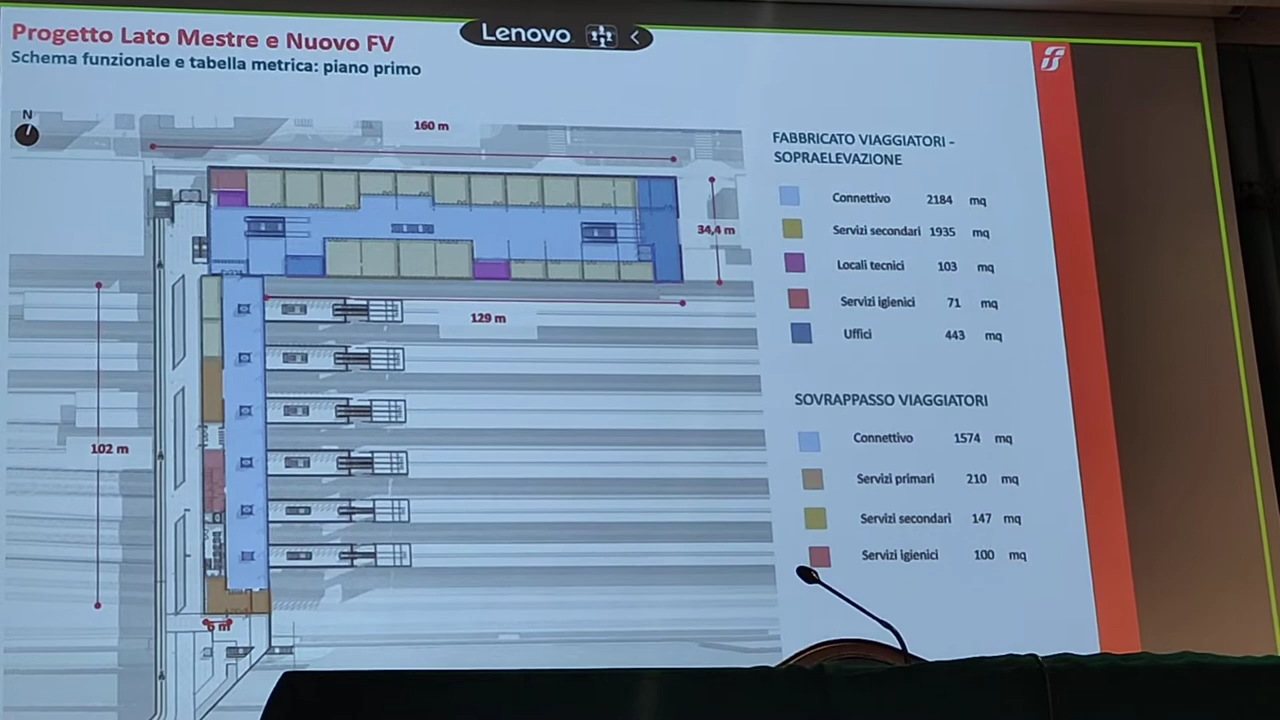 Progetto Lato Mestre e Nuovo FV
Schema funzionale e tabella metrica: piano primo
Lenovo
N
160 m
34,4 m
129 m
102 m
6 m
FABBRICATO VIAGGIATORI -
SOPRAELEVAZIONE
Connettivo 2184 mq
Servizi secondari 1935 mq
Locali tecnici 103 mq
Servizi igienici 71 mq
Uffici 443 mq
SOVRAPPASSO VIAGGIATORI
Connettivo 1574 mq
Servizi primari 210 mq
Servizi secondari 147 mq
Servizi igienici 100 mq